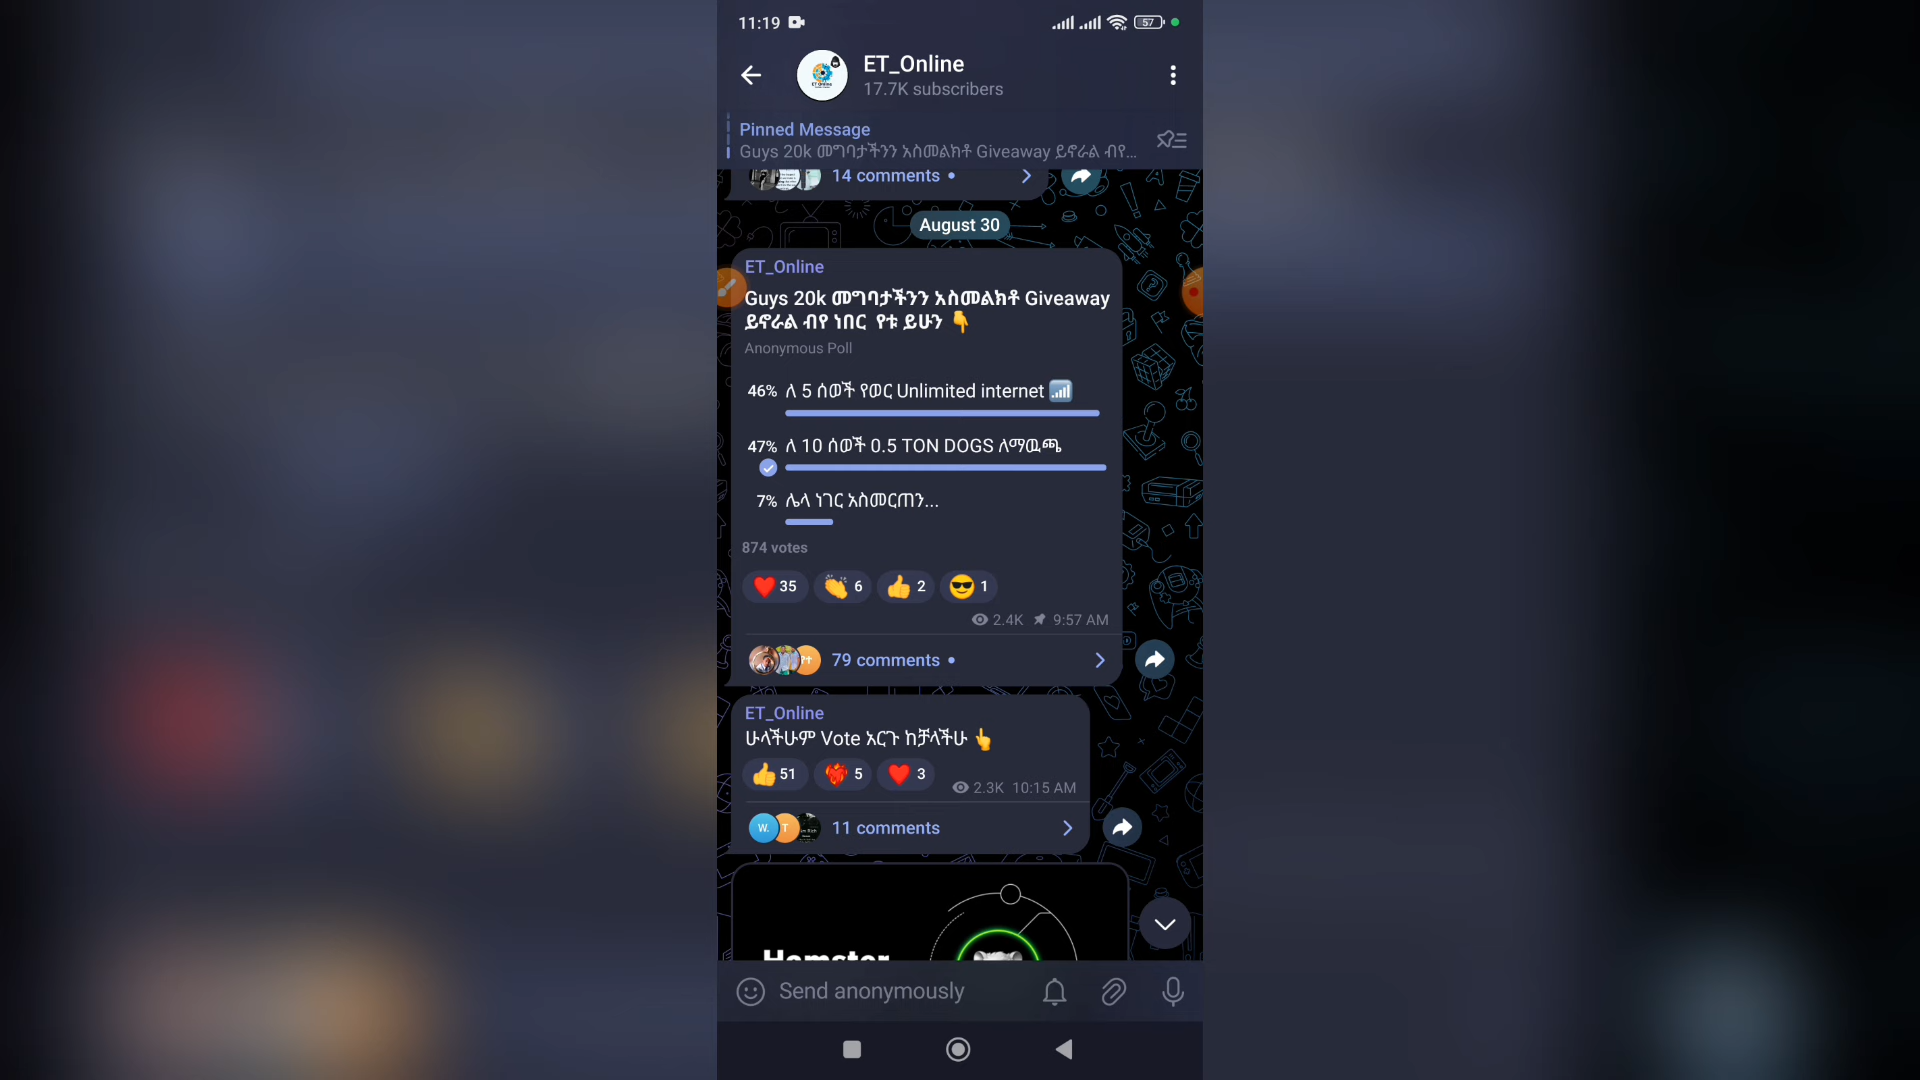 11:19
57
ET_Online
17.7K subscribers
Pinned Message
Guys 20k መግባታችንን አስመልክቶ Giveaway ይኖራል ብየ...
14 comments
August 30
ET_Online
Guys 20k መግባታችንን አስመልክቶ Giveaway
ይኖራል ብየ ነበር የቱ ይሁን 👇
Anonymous Poll
46% ለ 5 ሰወች የወር Unlimited internet 📶
47% ለ 10 ሰወች 0.5 TON DOGS ለማዉጫ
7% ሌላ ነገር አስመርጠን...
874 votes
❤️ 35 👏 6 👍 2 😎 1
2.4K 9:57 AM
79 comments
ET_Online
ሁላችሁም Vote አርጉ ከቻላችሁ 👆
👍 51 ❤️‍🔥 5 ❤️ 3
2.3K 10:15 AM
W. T
11 comments
Hamster
Send anonymously